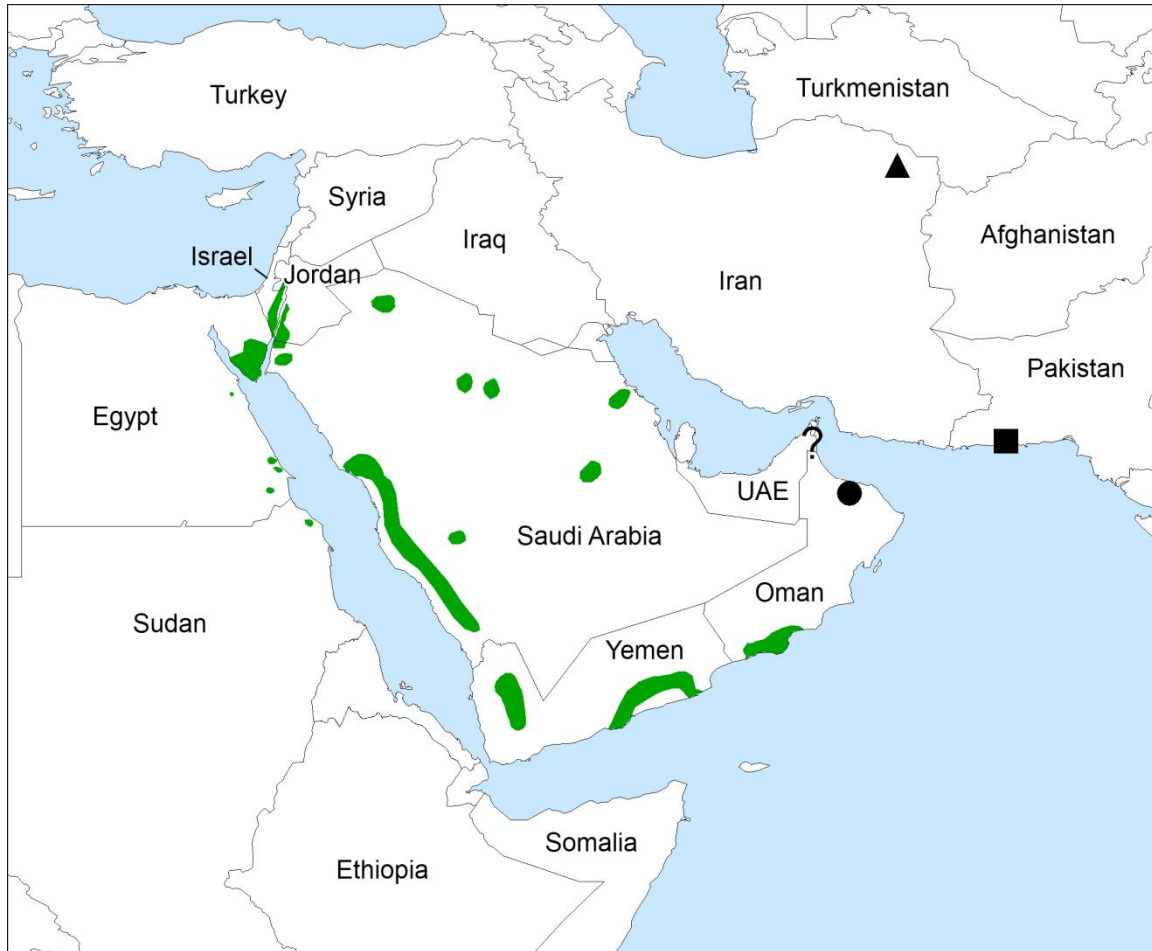 Turkey
Turkmenistan
Syria
Iraq
Afghanistan
Israel
Jordan
Iran
Pakistan
Egypt
?
UAE
Saudi Arabia
Oman
Sudan
Yemen
Somalia
Ethiopia